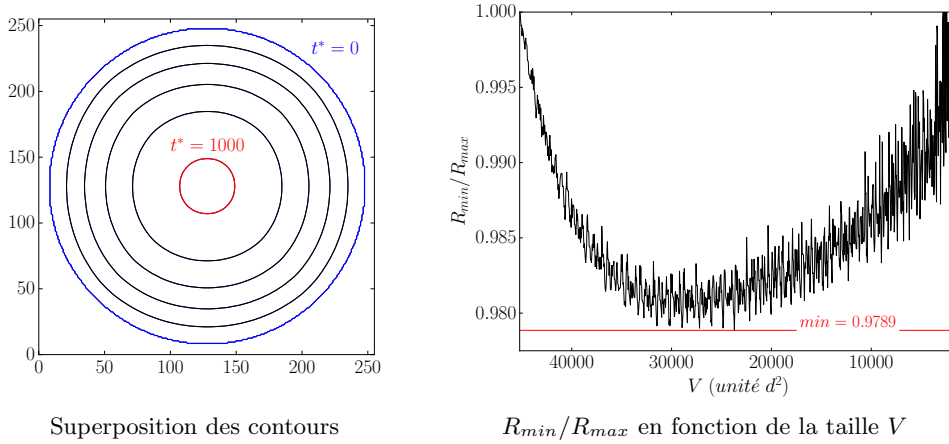 250
200
150
100
50
0
0 50 100 150 200 250
t* = 0
t* = 1000
Superposition des contours
1.000
0.995
0.990
0.985
0.980
R_min/R_max
min = 0.9789
40000 30000 20000 10000
V (unité d²)
R_min/R_max en fonction de la taille V